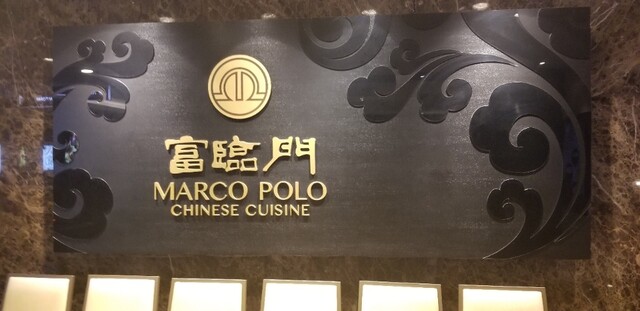 富臨門
MARCO POLO
CHINESE CUISINE